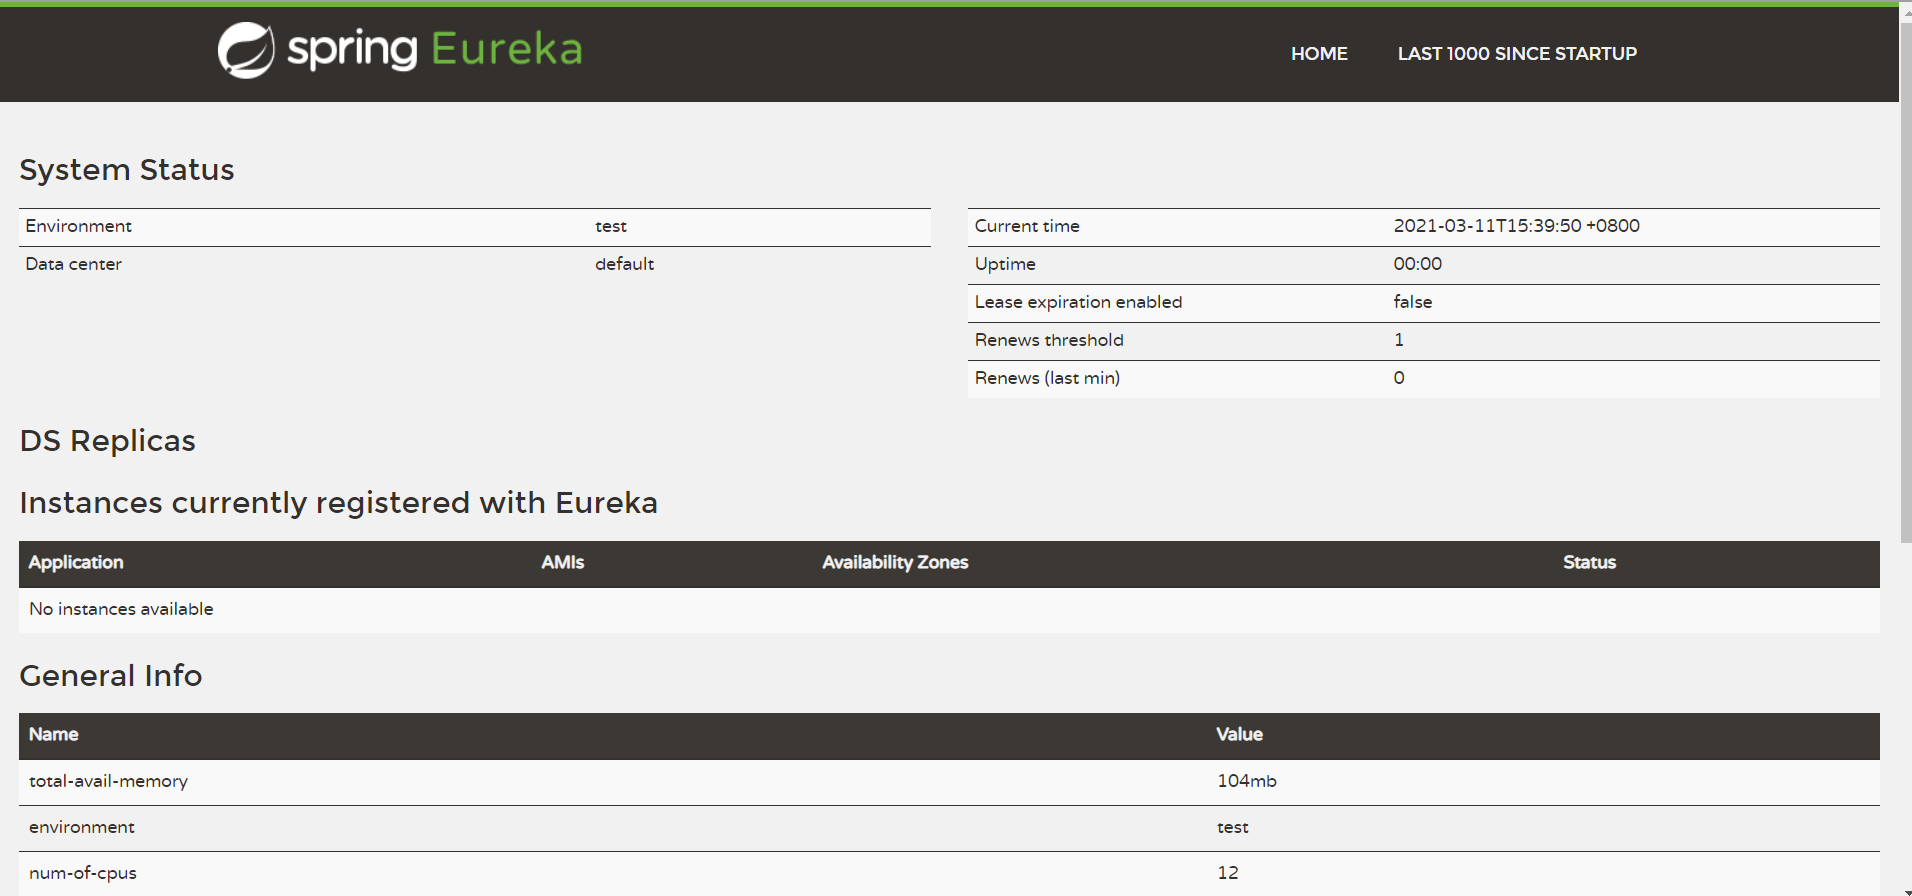 spring Eureka
HOME LAST 1000 SINCE STARTUP
System Status
Environment test
Data center default
Current time 2021-03-11T15:39:50 +0800
Uptime 00:00
Lease expiration enabled false
Renews threshold 1
Renews (last min) 0
DS Replicas
Instances currently registered with Eureka
Application AMIs Availability Zones Status
No instances available
General Info
Name Value
total-avail-memory 104mb
environment test
num-of-cpus 12